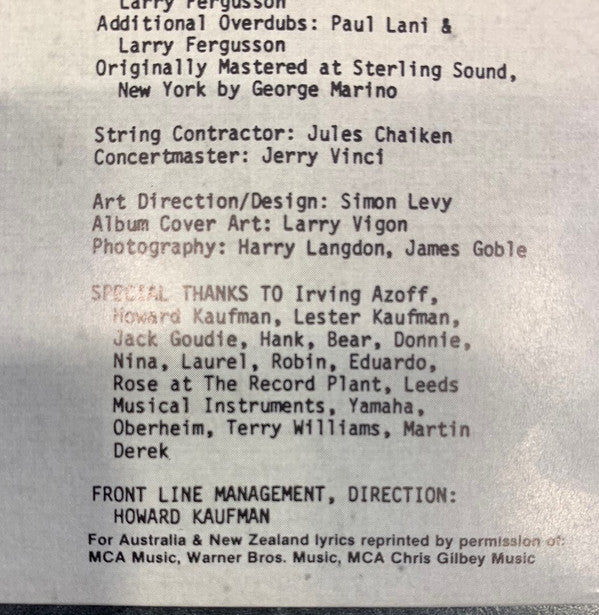 Larry Fergusson
Additional Overdubs: Paul Lani &
Larry Fergusson
Originally Mastered at Sterling Sound,
New York by George Marino
String Contractor: Jules Chaiken
Concertmaster: Jerry Vinci
Art Direction/Design: Simon Levy
Album Cover Art: Larry Vigon
Photography: Harry Langdon, James Goble
SPECIAL THANKS TO Irving Azoff,
Howard Kaufman, Lester Kaufman,
Jack Goudie, Hank, Bear, Donnie,
Nina, Laurel, Robin, Eduardo,
Rose at The Record Plant, Leeds
Musical Instruments, Yamaha,
Oberheim, Terry Williams, Martin
Derek
FRONT LINE MANAGEMENT, DIRECTION:
HOWARD KAUFMAN
For Australia & New Zealand lyrics reprinted by permission of:
MCA Music, Warner Bros. Music, MCA Chris Gilbey Music